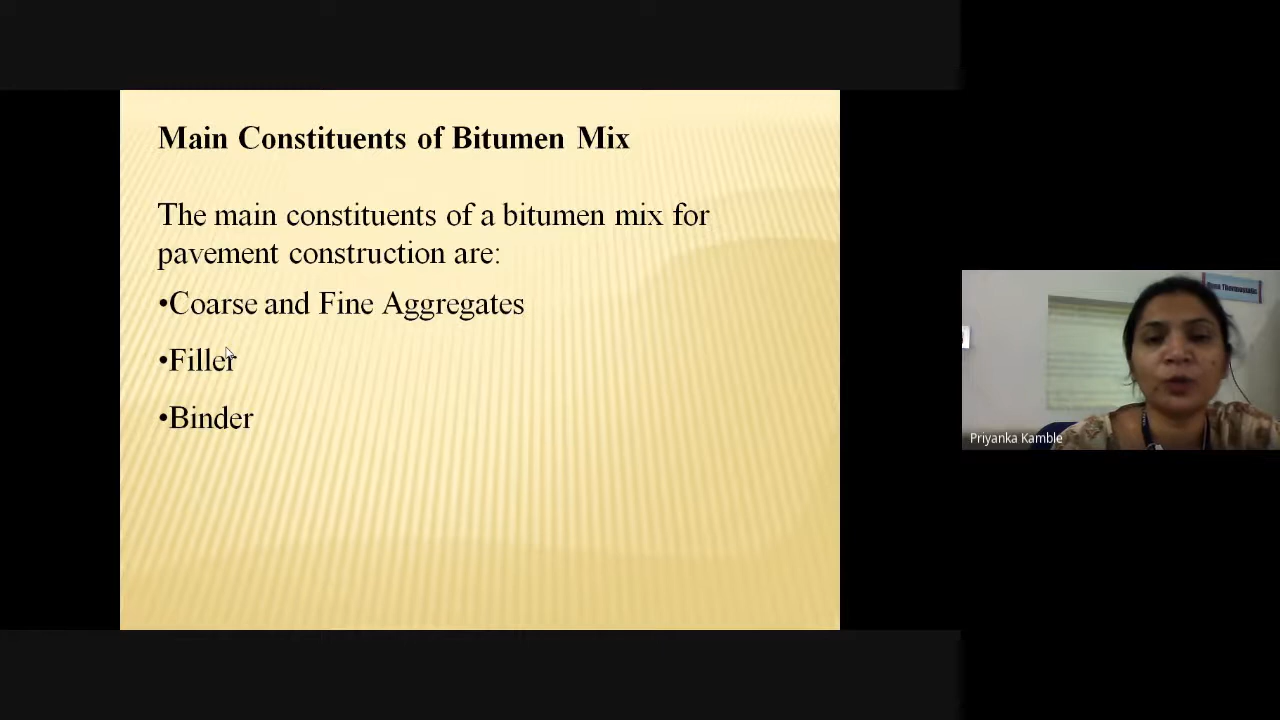 Main Constituents of Bitumen Mix
The main constituents of a bitumen mix for
pavement construction are:
•Coarse and Fine Aggregates
•Filler
•Binder
Priyanka Kamble